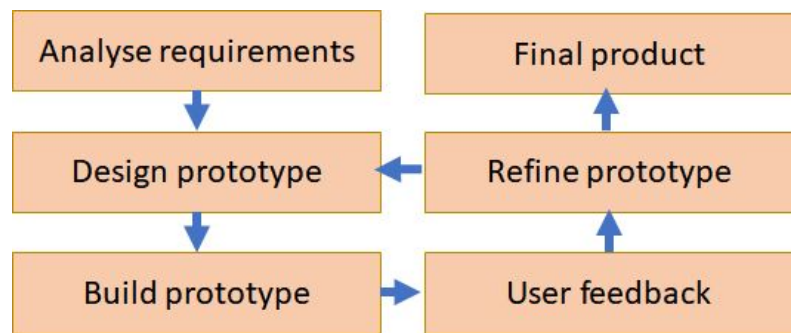 Analyse requirements
Final product
Design prototype
Refine prototype
Build prototype
User feedback